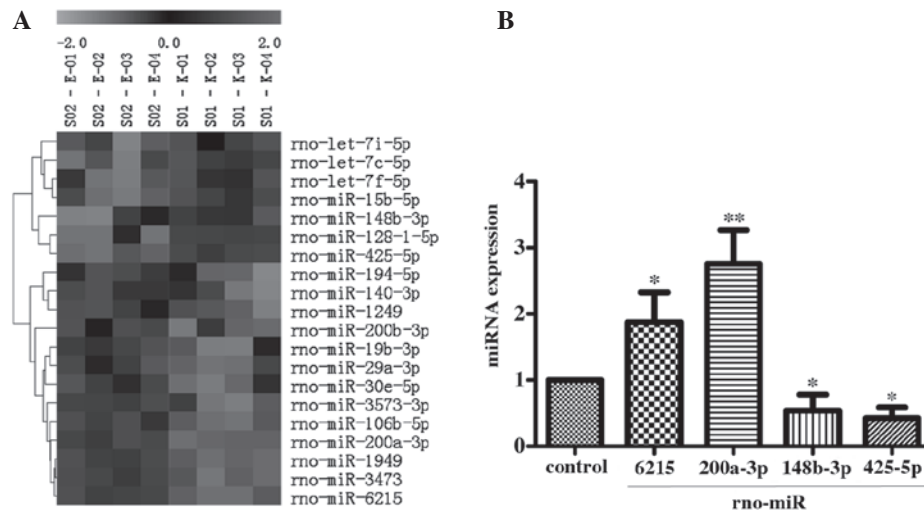 A
-2.0 0.0 2.0
S02 - E-01
S02 - E-02
S02 - E-03
S02 - E-04
S01 - K-01
S01 - K-02
S01 - K-03
S01 - K-04
rno-let-7i-5p
rno-let-7c-5p
rno-let-7f-5p
rno-miR-15b-5p
rno-miR-148b-3p
rno-miR-128-1-5p
rno-miR-425-5p
rno-miR-194-5p
rno-miR-140-3p
rno-miR-1249
rno-miR-200b-3p
rno-miR-19b-3p
rno-miR-29a-3p
rno-miR-30e-5p
rno-miR-3573-3p
rno-miR-106b-5p
rno-miR-200a-3p
rno-miR-1949
rno-miR-3473
rno-miR-6215
B
miRNA expression
4
3
2
1
0
*
**
*
*
control 6215 200a-3p 148b-3p 425-5p
rno-miR